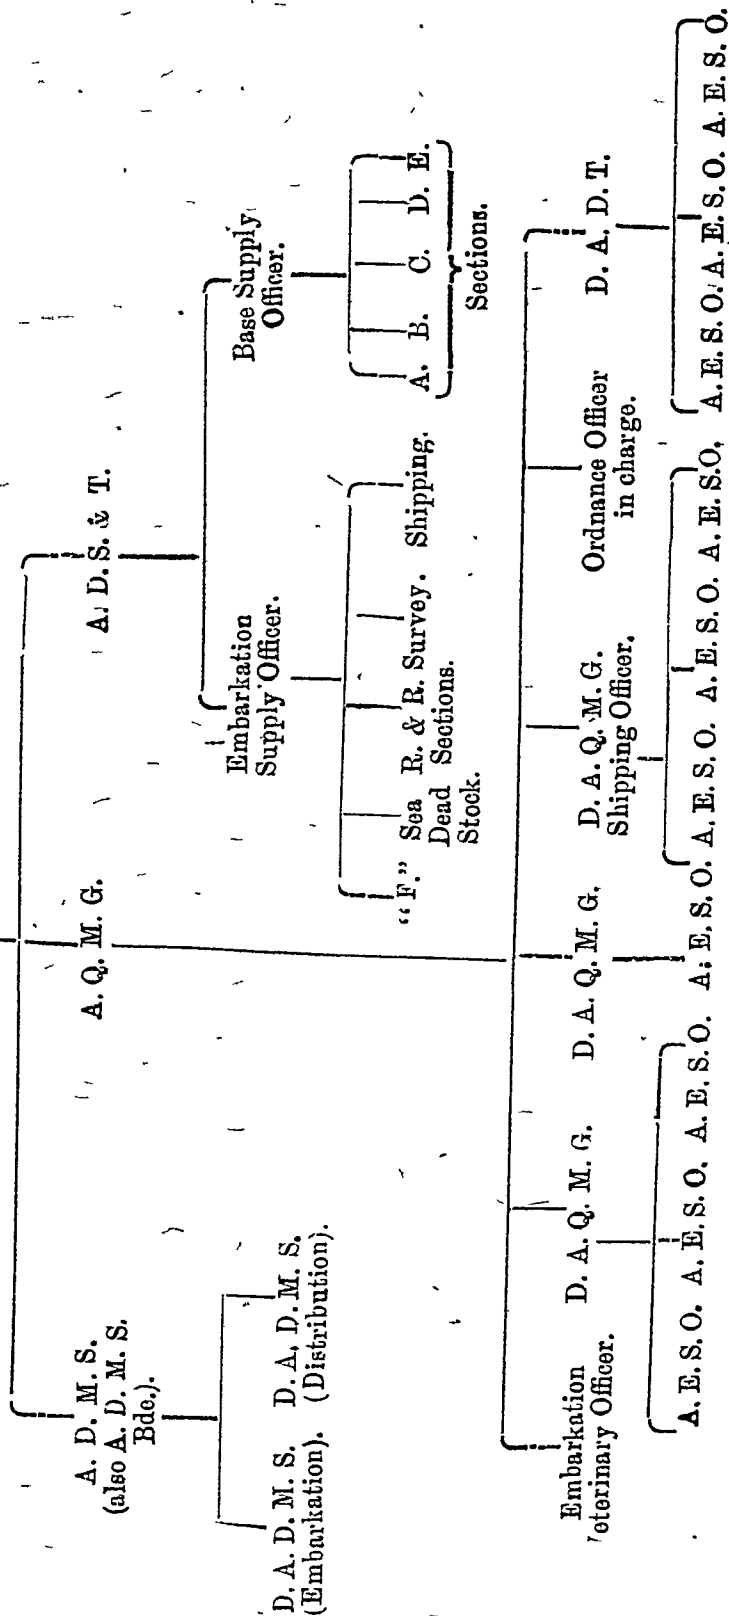 A. D. M. S.
(also A. D. M. S.
Bde.).
A. Q. M. G.
A. D. S. & T.
D. A. D. M. S.
(Embarkation).
D. A. D. M. S.
(Distribution).
Embarkation
Supply Officer.
Base Supply
Officer.
"F."
Sea
Dead
Stock.
R. & R.
Sections.
Survey.
Shipping.
A. B. C. D. E.
Sections.
Embarkation
Veterinary Officer.
D. A. Q. M. G.
D. A. Q. M. G.
D. A. Q. M. G.
Shipping Officer.
Ordnance Officer
in charge.
D. A. D. T.
A. E. S. O. A. E. S. O. A. E. S. O. A. E. S. O. A. E. S. O. A. E. S. O. A. E. S. O. A. E. S. O. A. E. S. O. A. E. S. O.